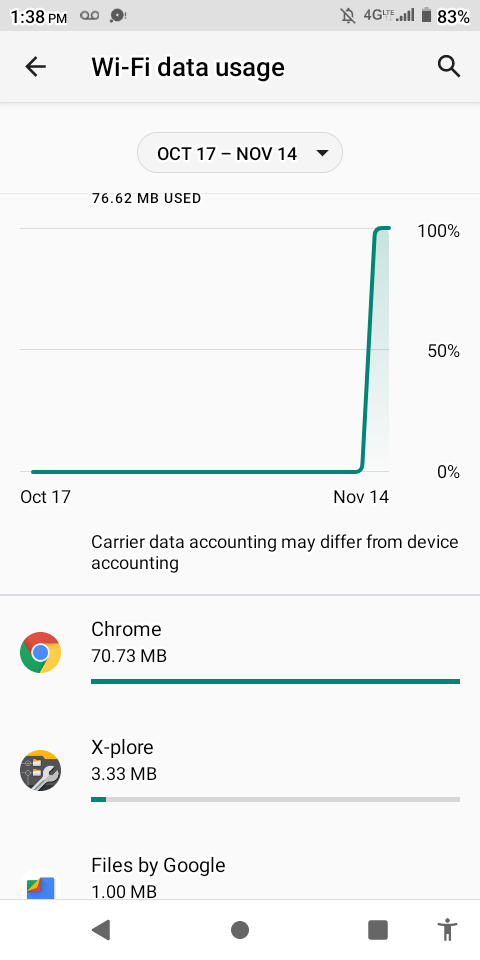 1:38 PM 4G LTE 83%
Wi-Fi data usage
OCT 17 – NOV 14
76.62 MB USED
100%
50%
0%
Oct 17 Nov 14
Carrier data accounting may differ from device
accounting
Chrome
70.73 MB
X-plore
3.33 MB
Files by Google
1.00 MB